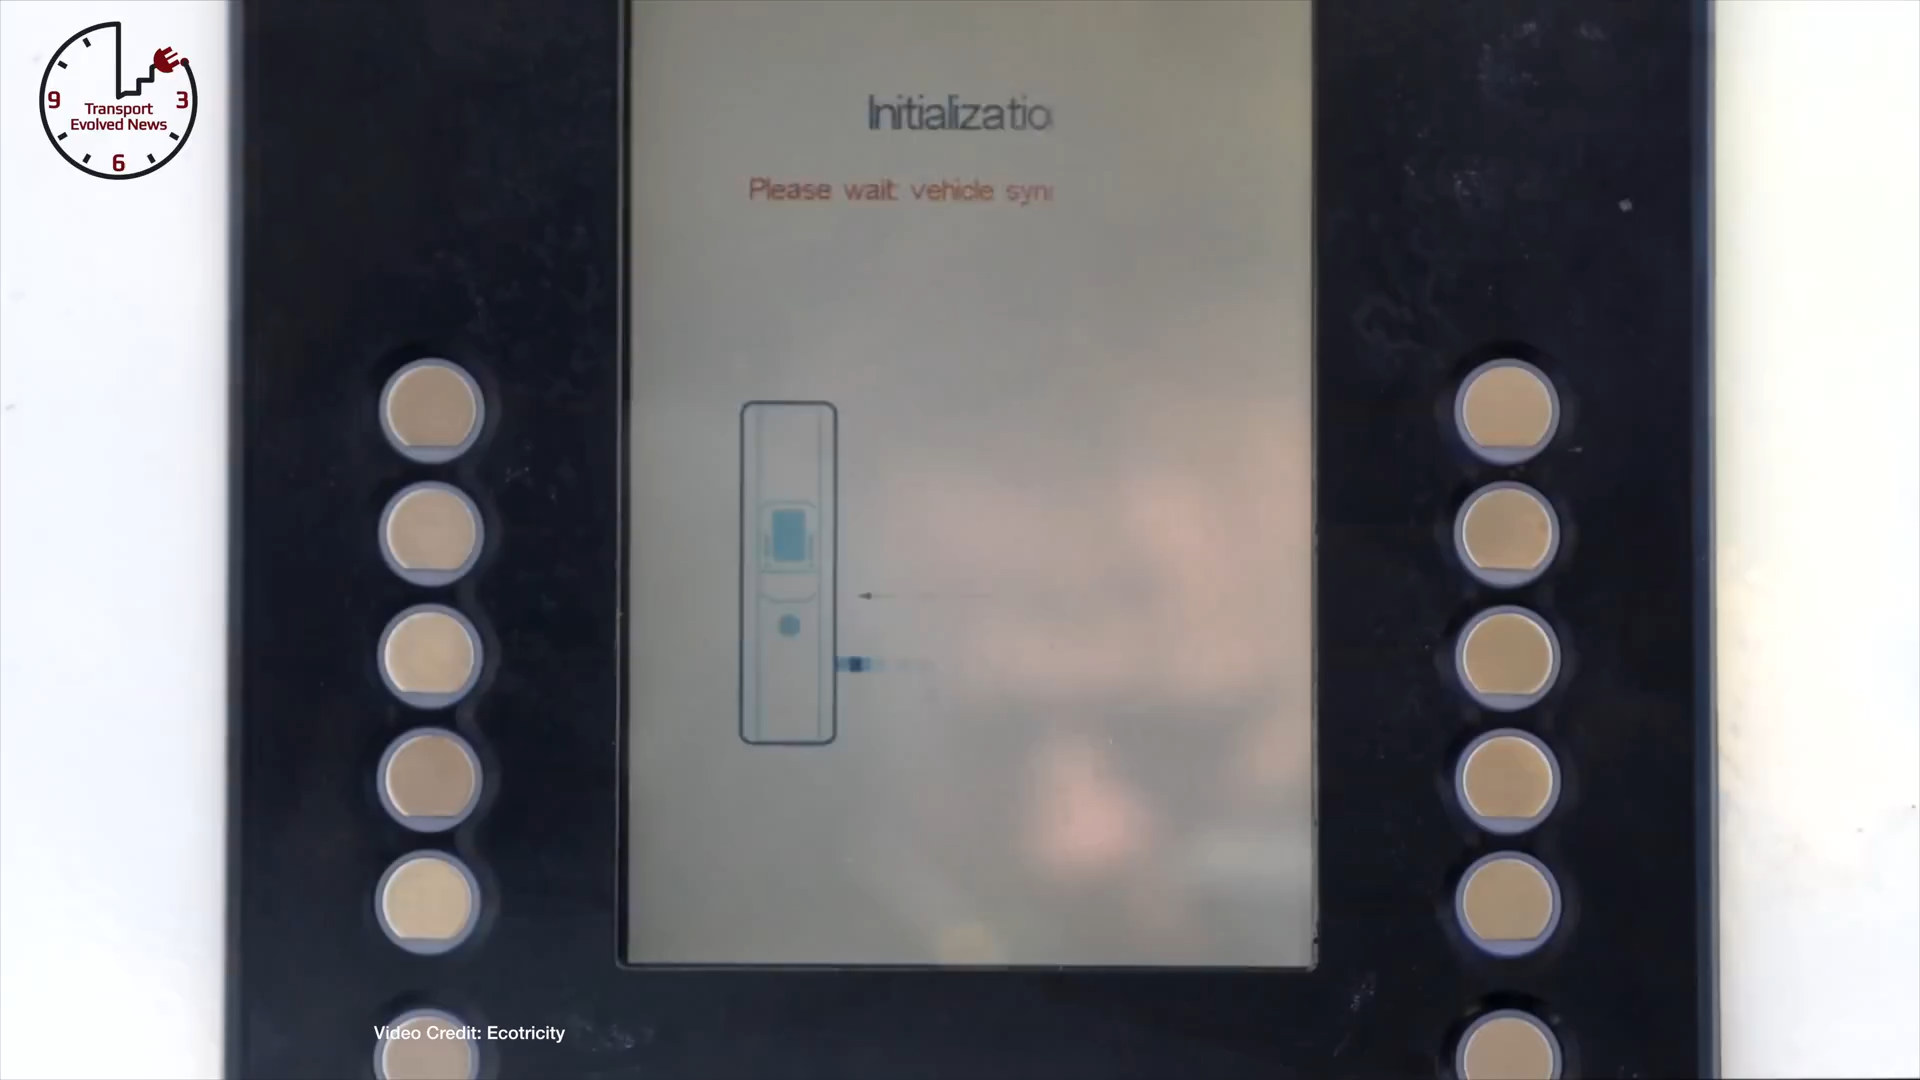 9
3
Transport
Evolved News
6
Initializatio
Please wait vehicle syn
Video Credit: Ecotricity